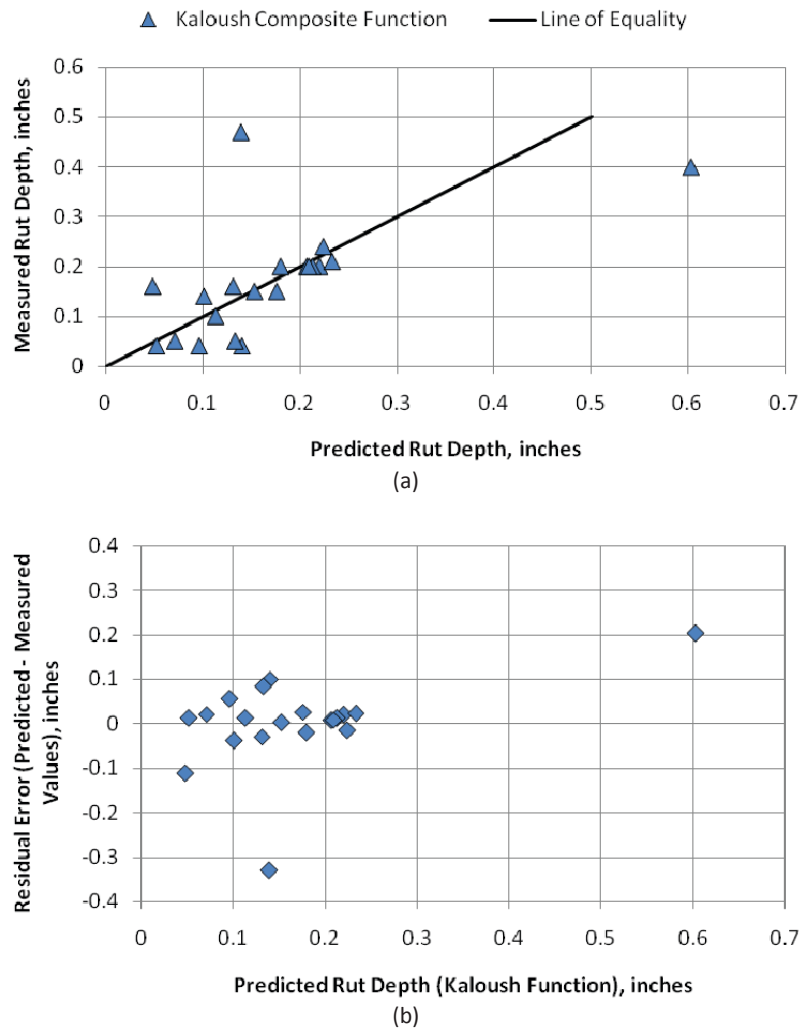 Kaloush Composite Function
Line of Equality
0.6
0.5
0.4
0.3
0.2
0.1
0
Measured Rut Depth, inches
0 0.1 0.2 0.3 0.4 0.5 0.6 0.7
Predicted Rut Depth, inches
(a)
0.4
0.3
0.2
0.1
0
-0.1
-0.2
-0.3
-0.4
Residual Error (Predicted - Measured
Values), inches
0 0.1 0.2 0.3 0.4 0.5 0.6 0.7
Predicted Rut Depth (Kaloush Function), inches
(b)